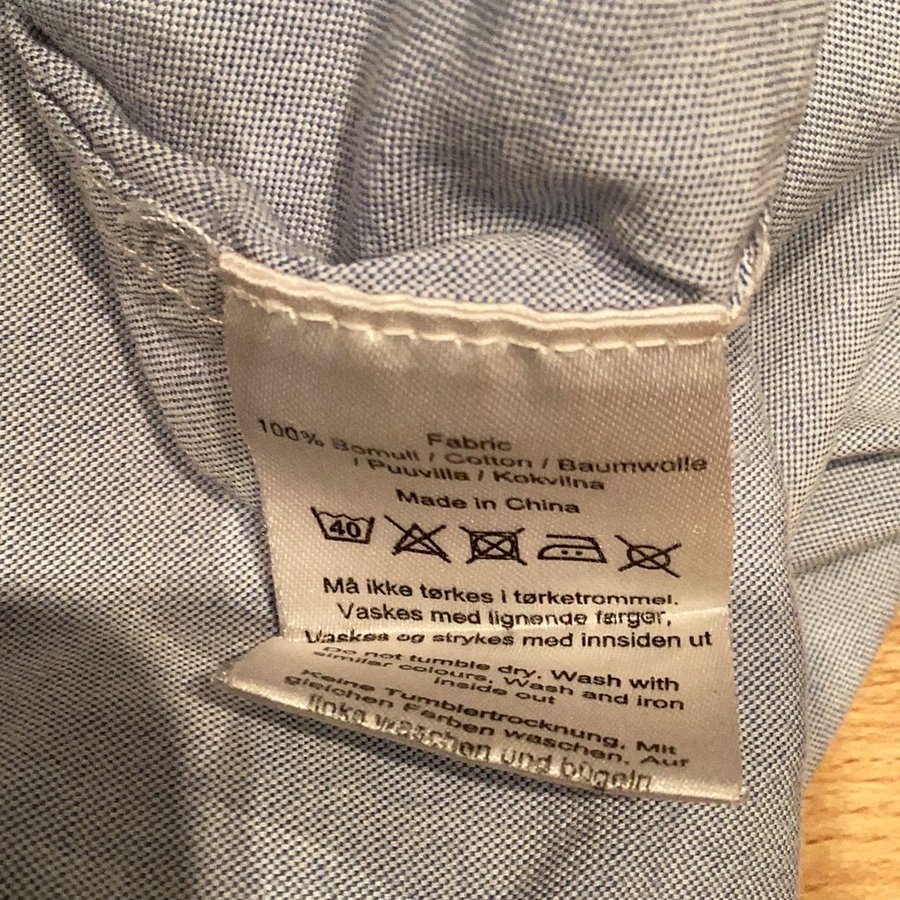 Fabric
100% Bomull / Cotton / Baumwolle
/ Puuvilla / Kokvilna
Made in China
40
Må ikke tørkes i tørketrommel.
Vaskes med lignende farger,
Vaskes og strykes med innsiden ut
Do not tumble dry. Wash with
similar colours, Wash and iron
inside out
Keine Tumblertrocknung. Mit
gleichen Farben waschen. Auf
links waschen und bügeln